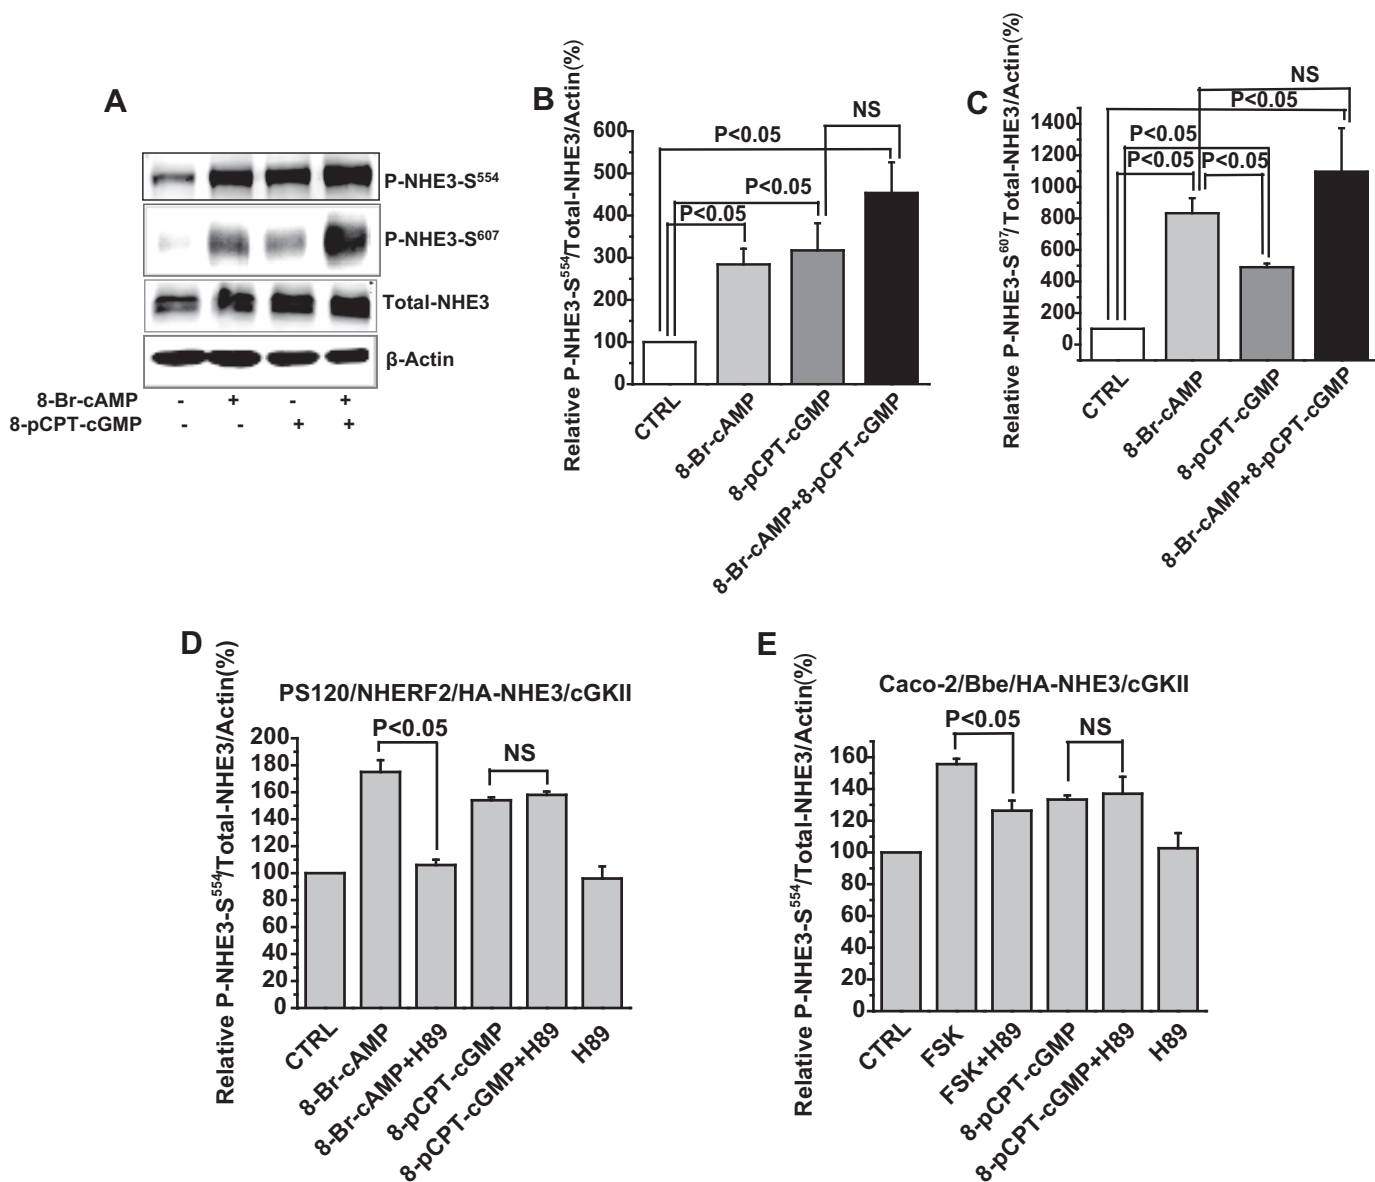 A
P-NHE3-S554
P-NHE3-S607
Total-NHE3
β-Actin
8-Br-cAMP - + - +
8-pCPT-cGMP - - + +
B
Relative P-NHE3-S554/Total-NHE3/Actin(%)
600
500
400
300
200
100
0
P<0.05
P<0.05
P<0.05
NS
CTRL
8-Br-cAMP
8-pCPT-cGMP
8-Br-cAMP+8-pCPT-cGMP
C
Relative P-NHE3-S607/Total-NHE3/Actin(%)
1400
1200
1000
800
600
400
200
0
NS
P<0.05
P<0.05
P<0.05 P<0.05
CTRL
8-Br-cAMP
8-pCPT-cGMP
8-Br-cAMP+8-pCPT-cGMP
D
PS120/NHERF2/HA-NHE3/cGKII
Relative P-NHE3-S554/Total-NHE3/Actin(%)
200
180
160
140
120
100
80
60
40
20
0
P<0.05
NS
CTRL
8-Br-cAMP
8-Br-cAMP+H89
8-pCPT-cGMP
8-pCPT-cGMP+H89
H89
E
Caco-2/Bbe/HA-NHE3/cGKII
Relative P-NHE3-S554/Total-NHE3/Actin(%)
160
140
120
100
80
60
40
20
0
P<0.05
NS
CTRL
FSK
FSK+H89
8-pCPT-cGMP
8-pCPT-cGMP+H89
H89